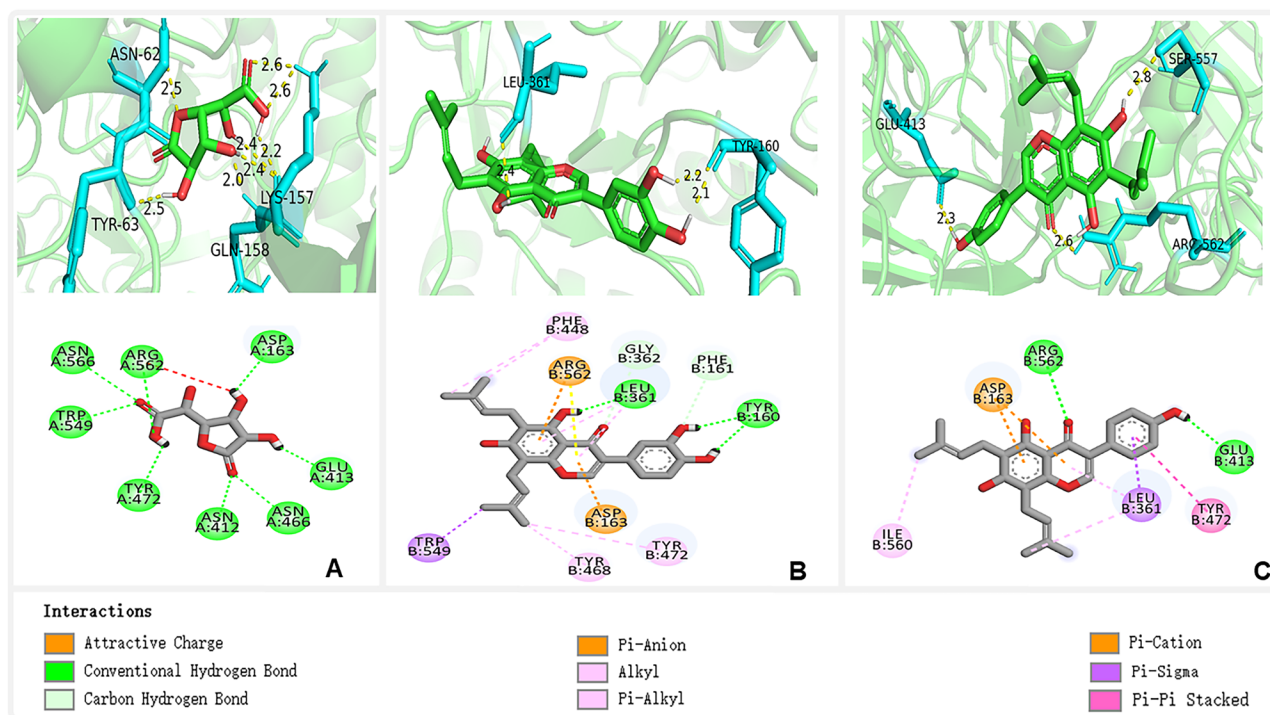 ASN-62
2.5
2.6
2.6
2.4
2.2
2.4
2.0
LYS-157
2.5
TYR-63
GLN-158
LEU-361
2.4
TYR-160
2.2
2.1
SER-557
2.8
GLU-413
2.3
2.6
ARG-562
ASN
A:566
ARG
A:562
ASP
A:163
TRP
A:549
TYR
A:472
ASN
A:412
ASN
A:466
GLU
A:413
A
PHE
B:448
ARG
B:562
GLY
B:362
LEU
B:361
PHE
B:161
TYR
B:160
TRP
B:549
ASP
B:163
TYR
B:468
TYR
B:472
B
ARG
B:562
ASP
B:163
GLU
B:413
LEU
B:361
TYR
B:472
ILE
B:560
C
Interactions
Attractive Charge
Conventional Hydrogen Bond
Carbon Hydrogen Bond
Pi-Anion
Alkyl
Pi-Alkyl
Pi-Cation
Pi-Sigma
Pi-Pi Stacked